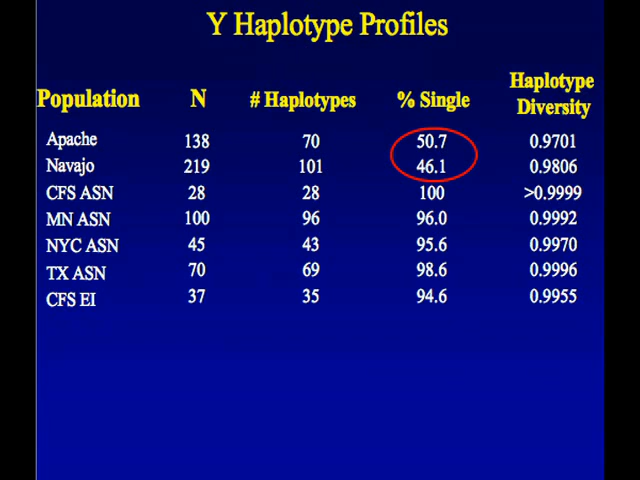 Y Haplotype Profiles
Population N # Haplotypes % Single Haplotype Diversity
Apache 138 70 50.7 0.9701
Navajo 219 101 46.1 0.9806
CFS ASN 28 28 100 >0.9999
MN ASN 100 96 96.0 0.9992
NYC ASN 45 43 95.6 0.9970
TX ASN 70 69 98.6 0.9996
CFS EI 37 35 94.6 0.9955